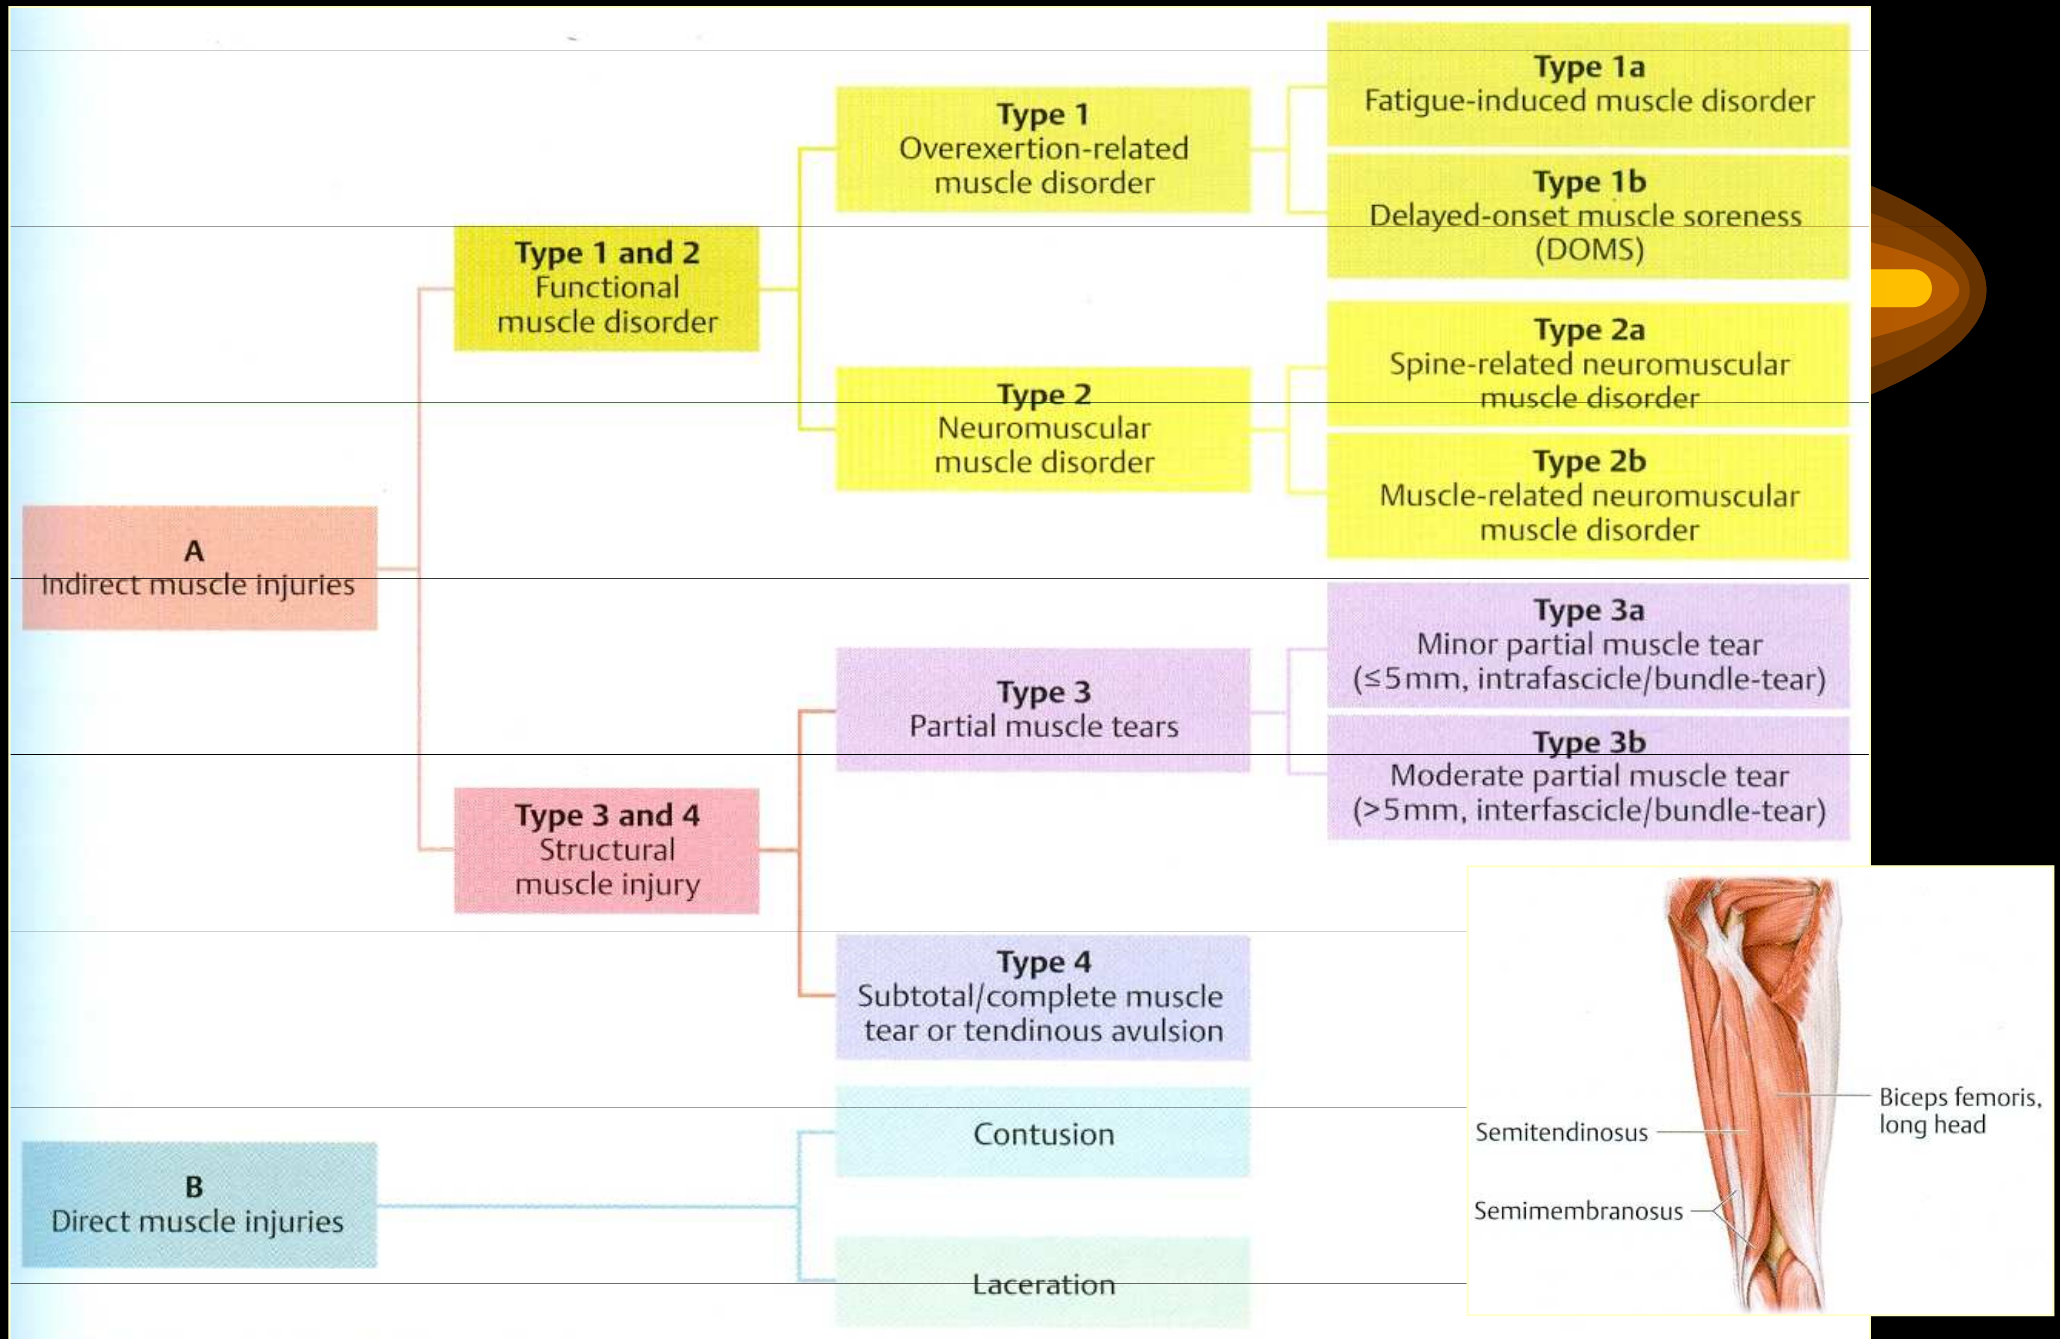 Type 1a
Fatigue-induced muscle disorder
Type 1
Overexertion-related
muscle disorder
Type 1b
Delayed-onset muscle soreness
(DOMS)
Type 1 and 2
Functional
muscle disorder
Type 2a
Spine-related neuromuscular
muscle disorder
Type 2
Neuromuscular
muscle disorder
Type 2b
Muscle-related neuromuscular
muscle disorder
A
Indirect muscle injuries
Type 3a
Minor partial muscle tear
(≤5mm, intrafascicle/bundle-tear)
Type 3
Partial muscle tears
Type 3b
Moderate partial muscle tear
(>5mm, interfascicle/bundle-tear)
Type 3 and 4
Structural
muscle injury
Type 4
Subtotal/complete muscle
tear or tendinous avulsion
Contusion
B
Direct muscle injuries
Laceration
Biceps femoris,
long head
Semitendinosus
Semimembranosus